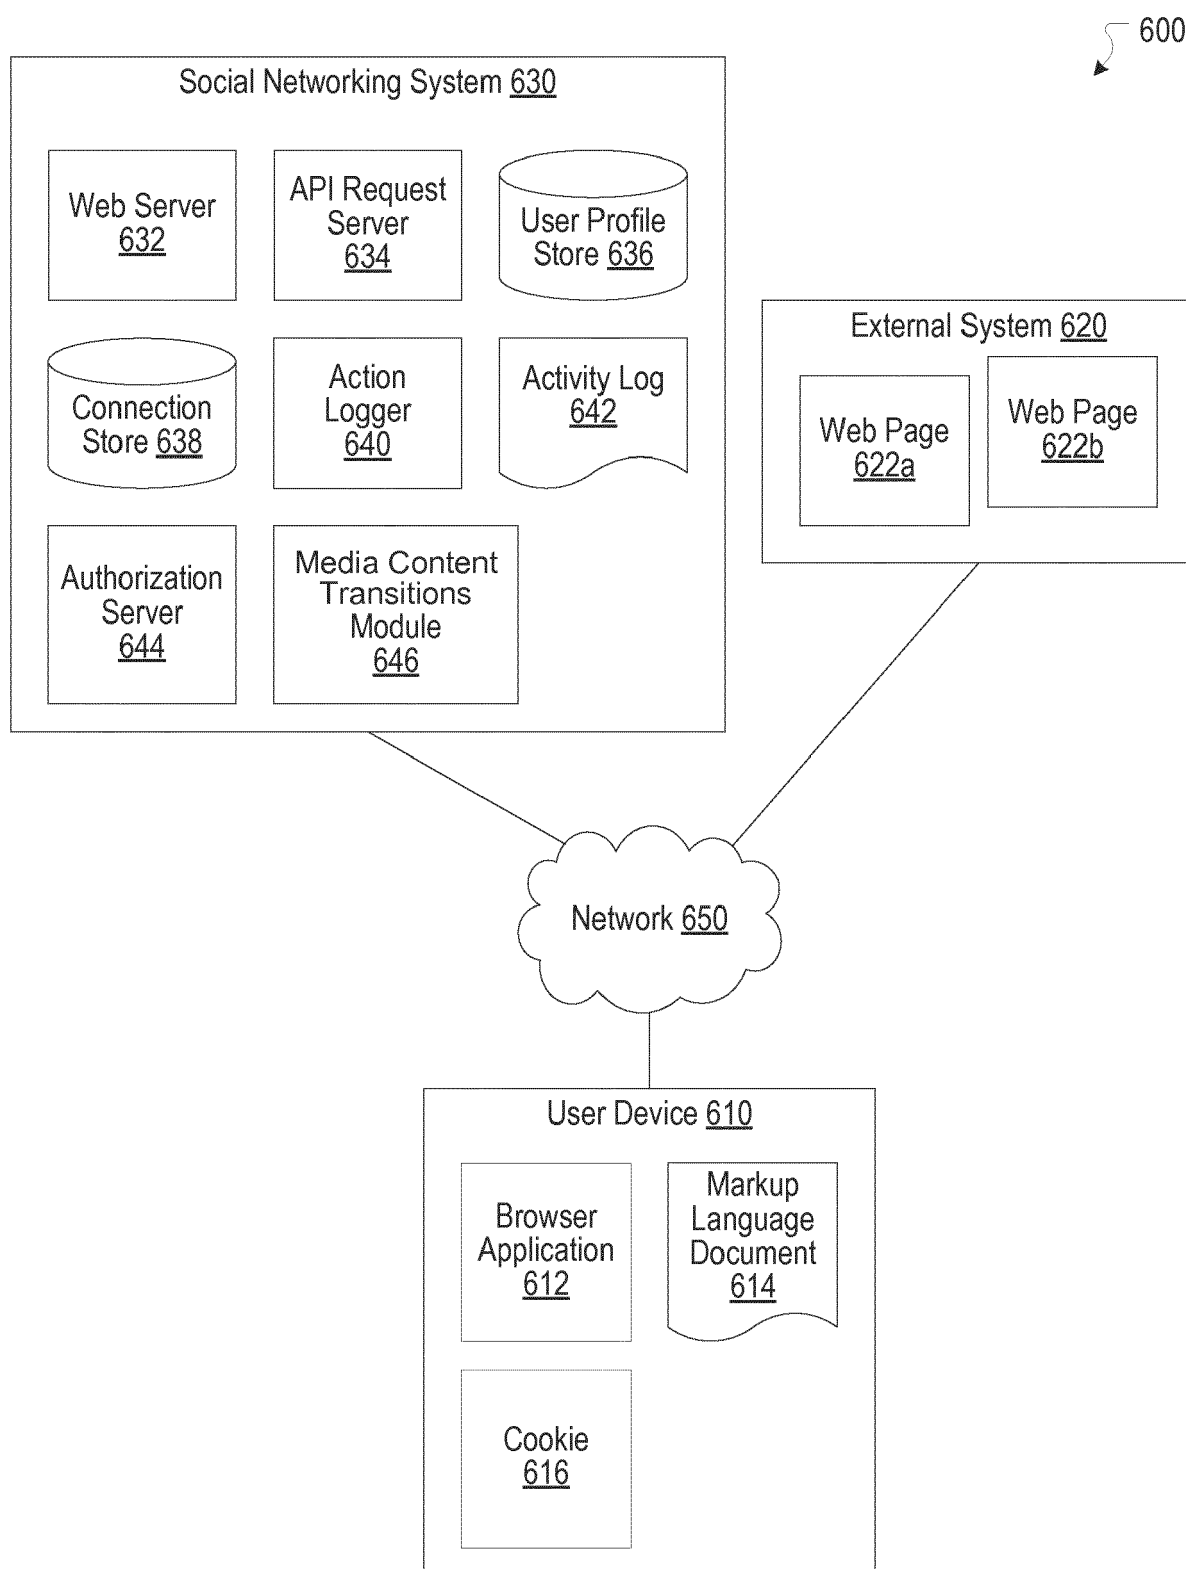 600
Social Networking System 630
Web Server
632
API Request
Server
634
User Profile
Store 636
Connection
Store 638
Action
Logger
640
Activity Log
642
Authorization
Server
644
Media Content
Transitions
Module
646
External System 620
Web Page
622a
Web Page
622b
Network 650
User Device 610
Browser
Application
612
Markup
Language
Document
614
Cookie
616